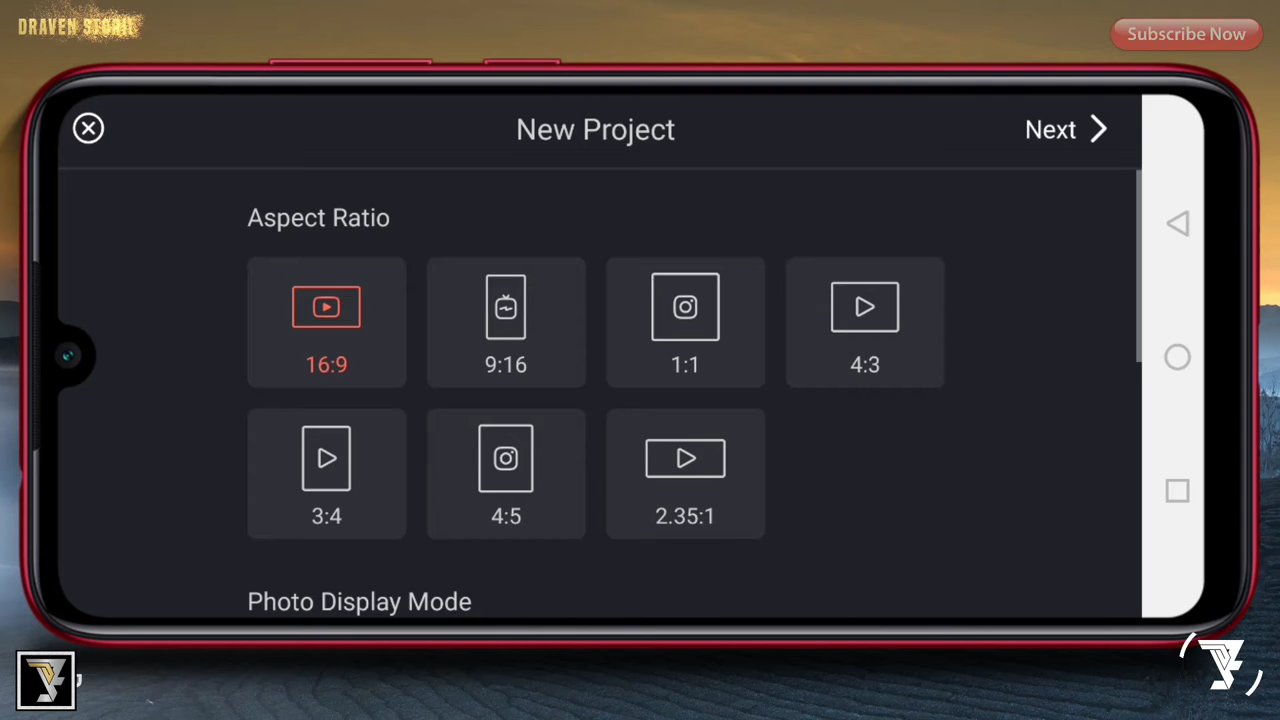 DRAVEN STORII
Subscribe Now
New Project
Next
Aspect Ratio
16:9
9:16
1:1
4:3
3:4
4:5
2.35:1
Photo Display Mode